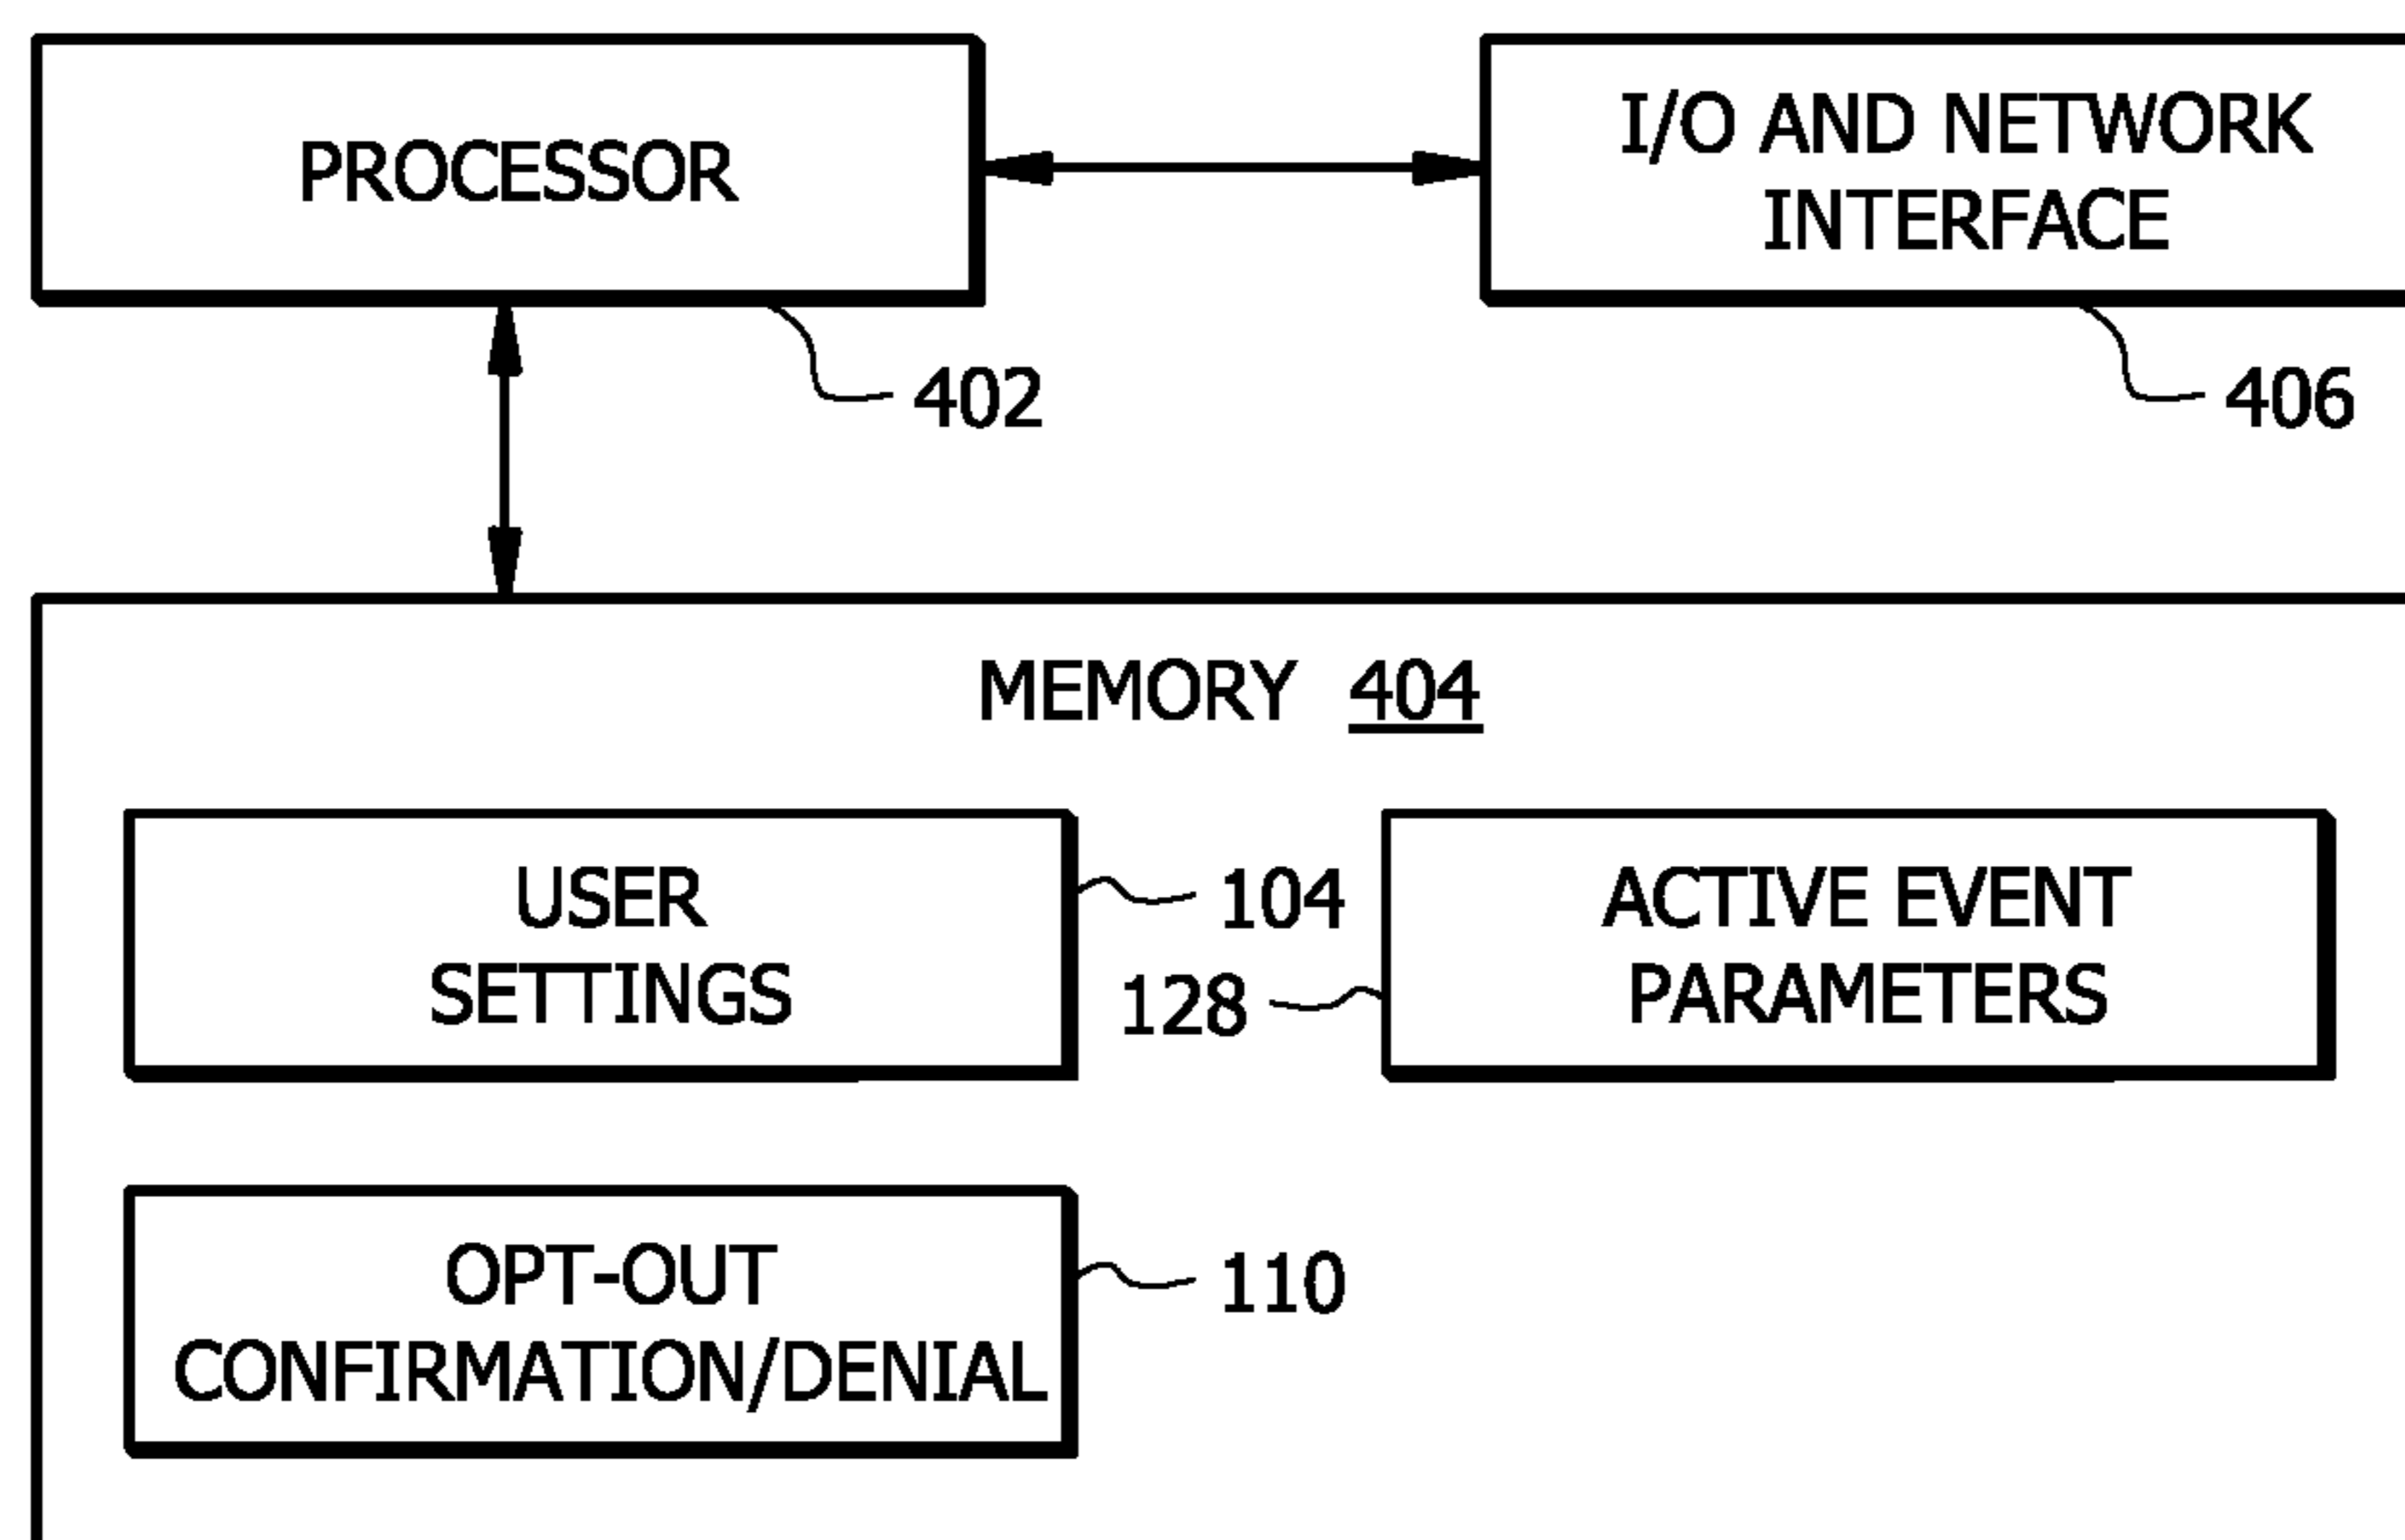 PROCESSOR
I/O AND NETWORK
INTERFACE
402
406
MEMORY 404
USER
SETTINGS
104
128
ACTIVE EVENT
PARAMETERS
OPT-OUT
CONFIRMATION/DENIAL
110